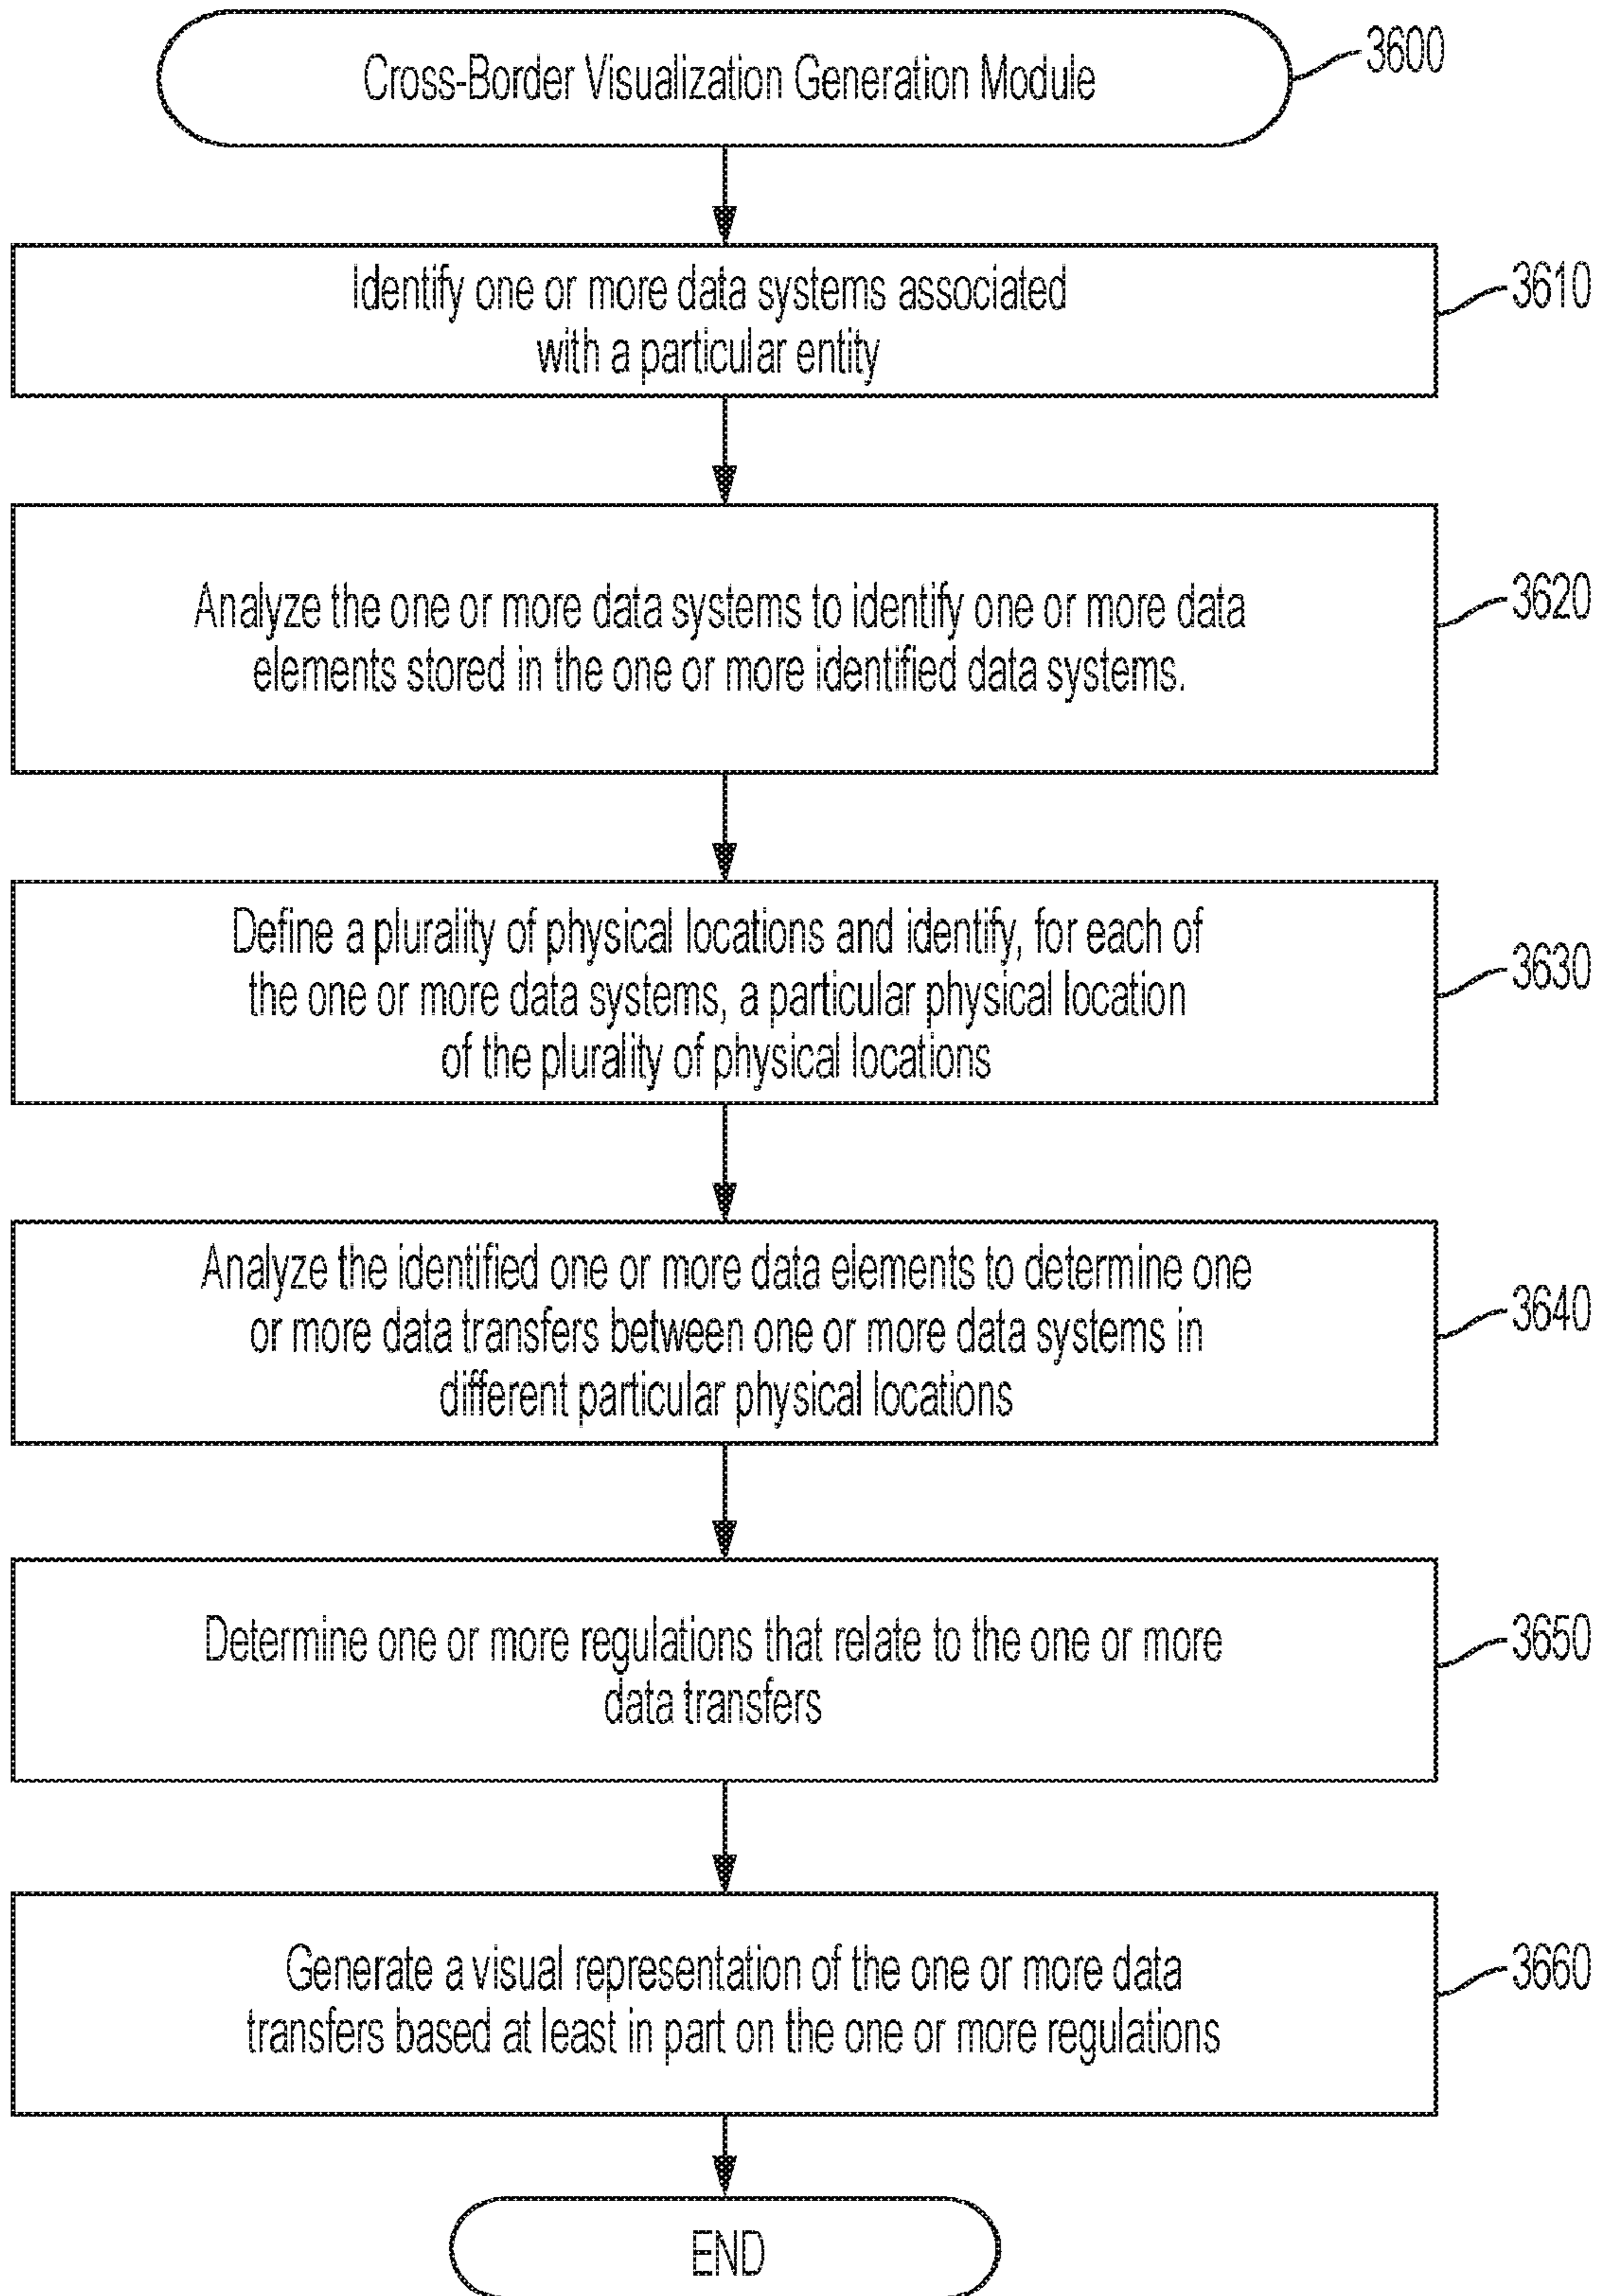 Cross-Border Visualization Generation Module
3600
Identify one or more data systems associated
with a particular entity
3610
Analyze the one or more data systems to identify one or more data
elements stored in the one or more identified data systems.
3620
Define a plurality of physical locations and identify, for each of
the one or more data systems, a particular physical location
of the plurality of physical locations
3630
Analyze the identified one or more data elements to determine one
or more data transfers between one or more data systems in
different particular physical locations
3640
Determine one or more regulations that relate to the one or more
data transfers
3650
Generate a visual representation of the one or more data
transfers based at least in part on the one or more regulations
3660
END